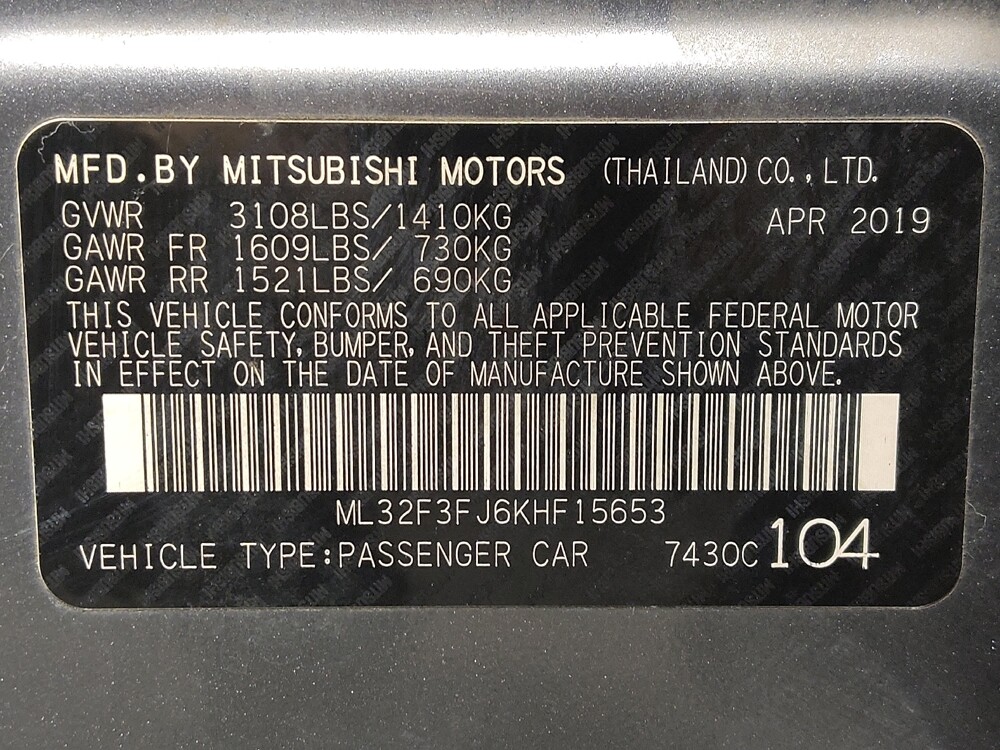 MFD.BY MITSUBISHI MOTORS (THAILAND) CO., LTD.
GVWR 3108LBS/1410KG APR 2019
GAWR FR 1609LBS/ 730KG
GAWR RR 1521LBS/ 690KG
THIS VEHICLE CONFORMS TO ALL APPLICABLE FEDERAL MOTOR
VEHICLE SAFETY, BUMPER, AND THEFT PREVENTION STANDARDS
IN EFFECT ON THE DATE OF MANUFACTURE SHOWN ABOVE.
ML32F3FJ6KHF15653
VEHICLE TYPE:PASSENGER CAR 7430C 104